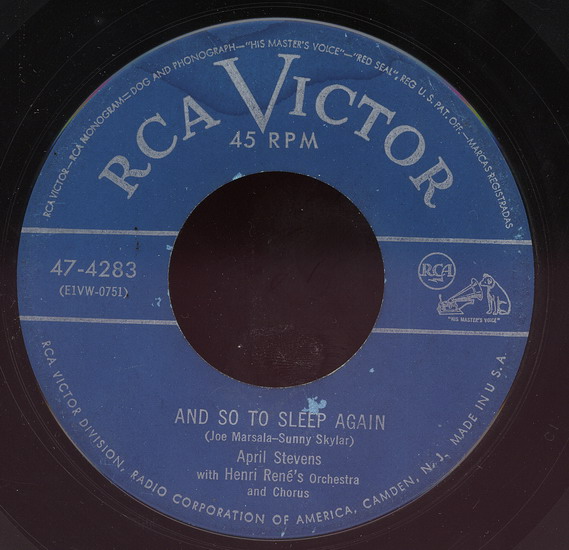 RCA VICTOR—RCA MONOGRAM—DOG AND PHONOGRAPH—"HIS MASTER'S VOICE"—"RED SEAL" REG U.S. PAT. OFF.—MARCAS REGISTRADAS
RCA VICTOR
45 RPM
47-4283
(E1VW-0751)
RCA
"HIS MASTER'S VOICE"
AND SO TO SLEEP AGAIN
(Joe Marsala–Sunny Skylar)
April Stevens
with Henri René's Orchestra
and Chorus
RCA VICTOR DIVISION, RADIO CORPORATION OF AMERICA, CAMDEN, N. J. MADE IN U.S.A.